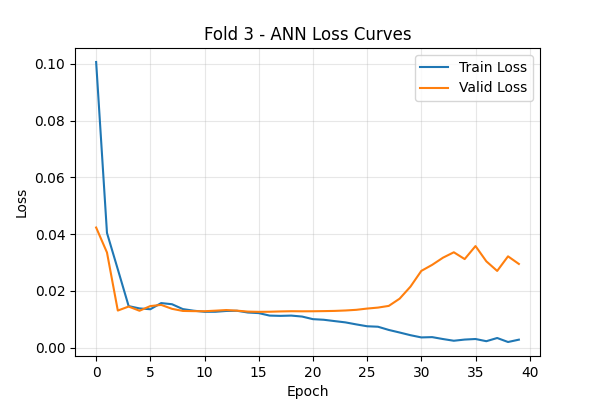 Fold 3 - ANN Loss Curves
Train Loss
Valid Loss
Loss
0.10
0.08
0.06
0.04
0.02
0.00
0 5 10 15 20 25 30 35 40
Epoch